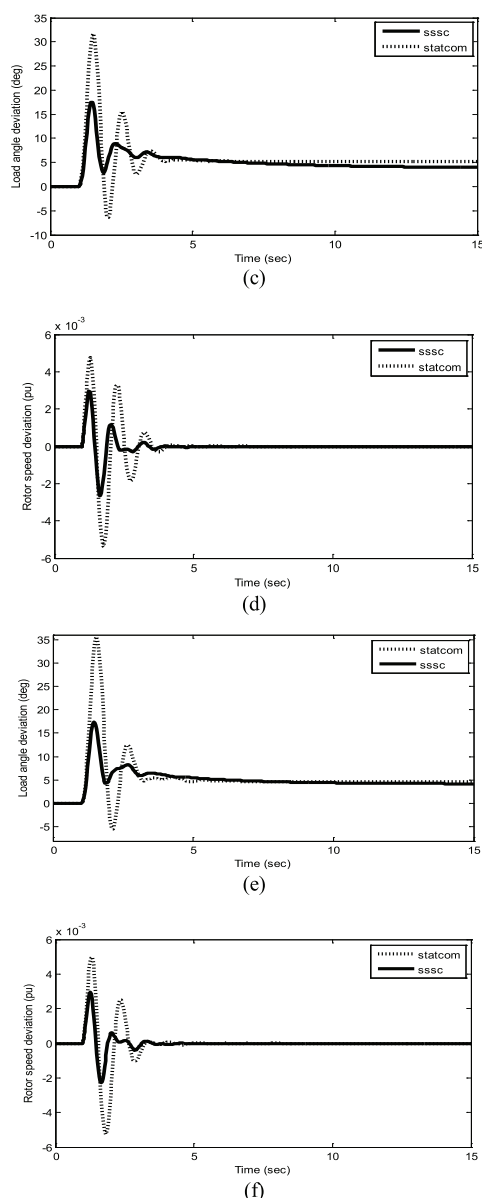 35
30
25
20
15
10
5
0
-5
-10
Load angle deviation (deg)
sssc
statcom
0
5
10
15
Time (sec)
(c)
x 10⁻³
6
4
2
0
-2
-4
-6
Rotor speed deviation (pu)
sssc
statcom
0
5
10
15
Time (sec)
(d)
35
30
25
20
15
10
5
0
-5
Load angle deviation (deg)
statcom
sssc
0
5
10
15
Time (sec)
(e)
x 10⁻³
6
4
2
0
-2
-4
-6
Rotor speed deviation (pu)
statcom
sssc
0
5
10
15
Time (sec)
(f)